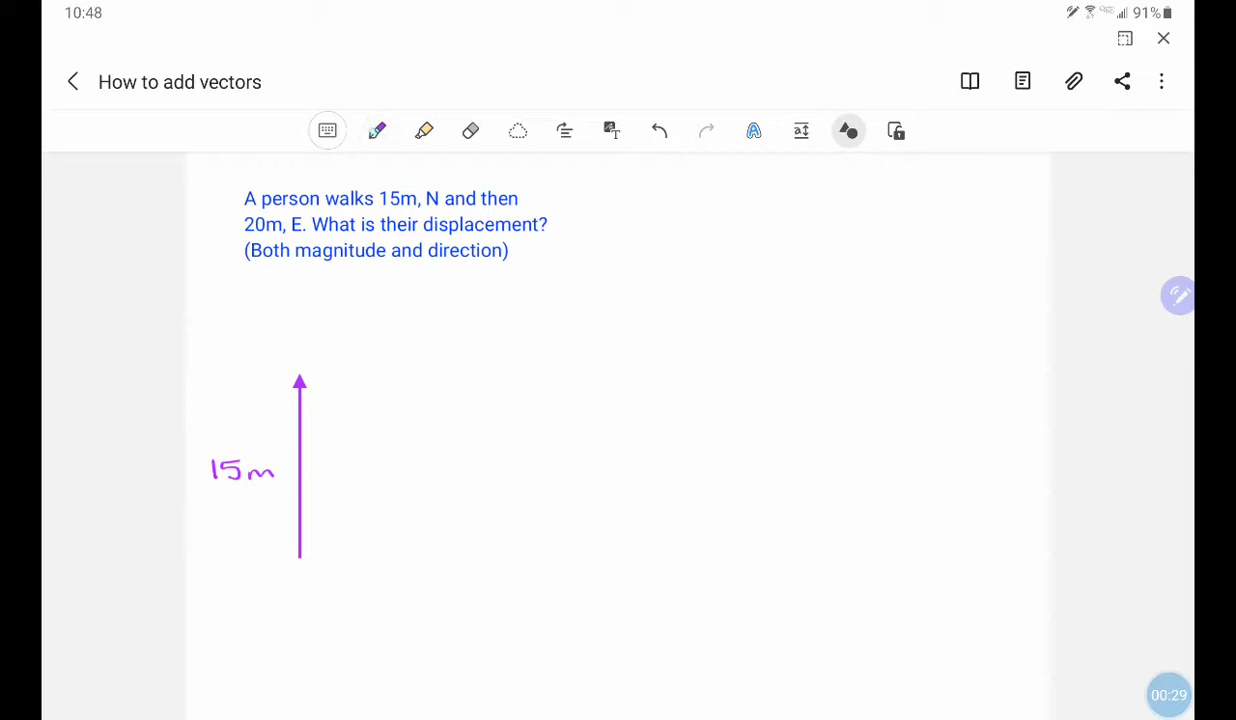 10:48
91%
How to add vectors
A person walks 15m, N and then
20m, E. What is their displacement?
(Both magnitude and direction)
15m
00:29